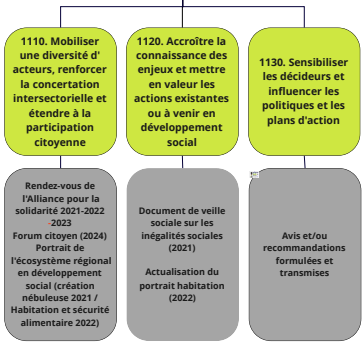 1110. Mobiliser
une diversité d'
acteurs, renforcer
la concertation
intersectorielle et
étendre à la
participation
citoyenne
1120. Accroître la
connaissance des
enjeux et mettre
en valeur les
actions existantes
ou à venir en
développement
social
1130. Sensibiliser
les décideurs et
influencer les
politiques et les
plans d'action
Rendez-vous de
l'Alliance pour la
solidarité 2021-2022
-2023
Forum citoyen (2024)
Portrait de
l'écosystème régional
en développement
social (création
nébuleuse 2021 /
Habitation et sécurité
alimentaire 2022)
Document de veille
sociale sur les
inégalités sociales
(2021)
Actualisation du
portrait habitation
(2022)
Avis et/ou
recommandations
formulées et
transmises